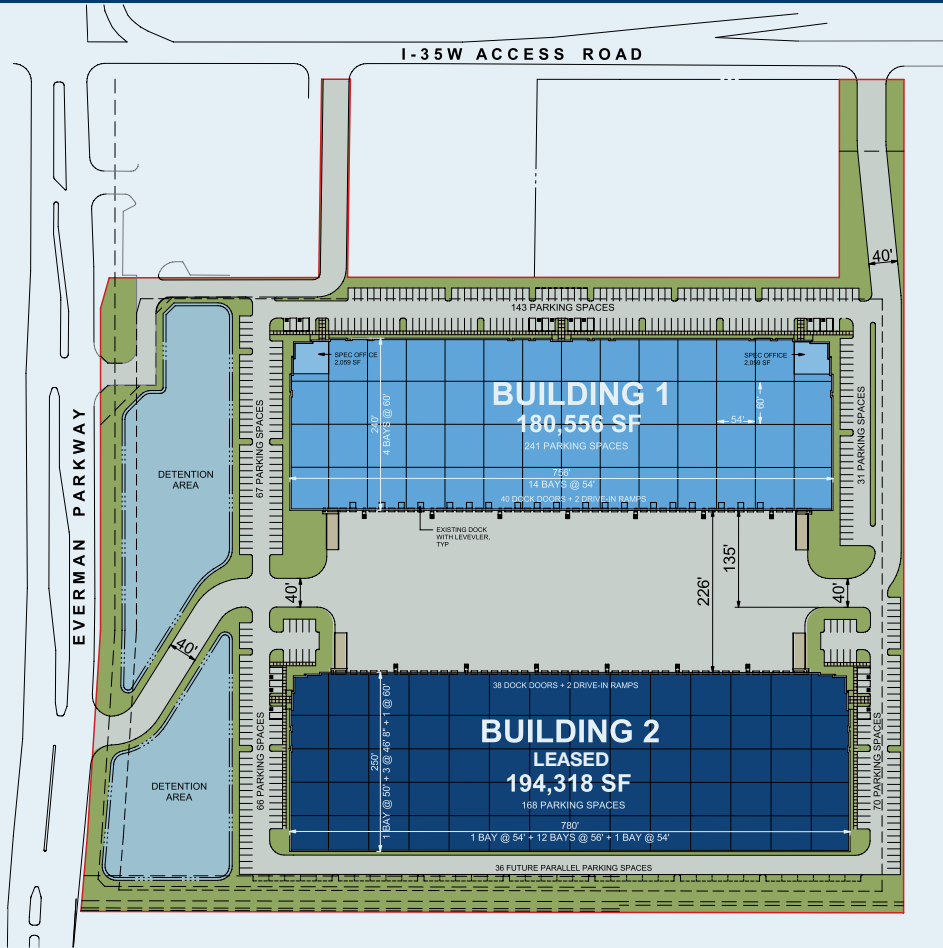 I-35W ACCESS ROAD
40'
143 PARKING SPACES
SPEC OFFICE
2,059 SF
SPEC OFFICE
2,059 SF
BUILDING 1
180,556 SF
241 PARKING SPACES
240'
4 BAYS @ 60'
60'
54'
756'
14 BAYS @ 54'
40 DOCK DOORS + 2 DRIVE-IN RAMPS
67 PARKING SPACES
31 PARKING SPACES
DETENTION
AREA
EVERMAN PARKWAY
EXISTING DOCK
WITH LEVEVLER,
TYP
135'
226'
40'
40'
40'
38 DOCK DOORS + 2 DRIVE-IN RAMPS
BUILDING 2
LEASED
194,318 SF
168 PARKING SPACES
250'
1 BAY @ 50' + 3 @ 46' 8" + 1 @ 60'
780'
1 BAY @ 54' + 12 BAYS @ 56' + 1 BAY @ 54'
66 PARKING SPACES
70 PARKING SPACES
DETENTION
AREA
36 FUTURE PARALLEL PARKING SPACES